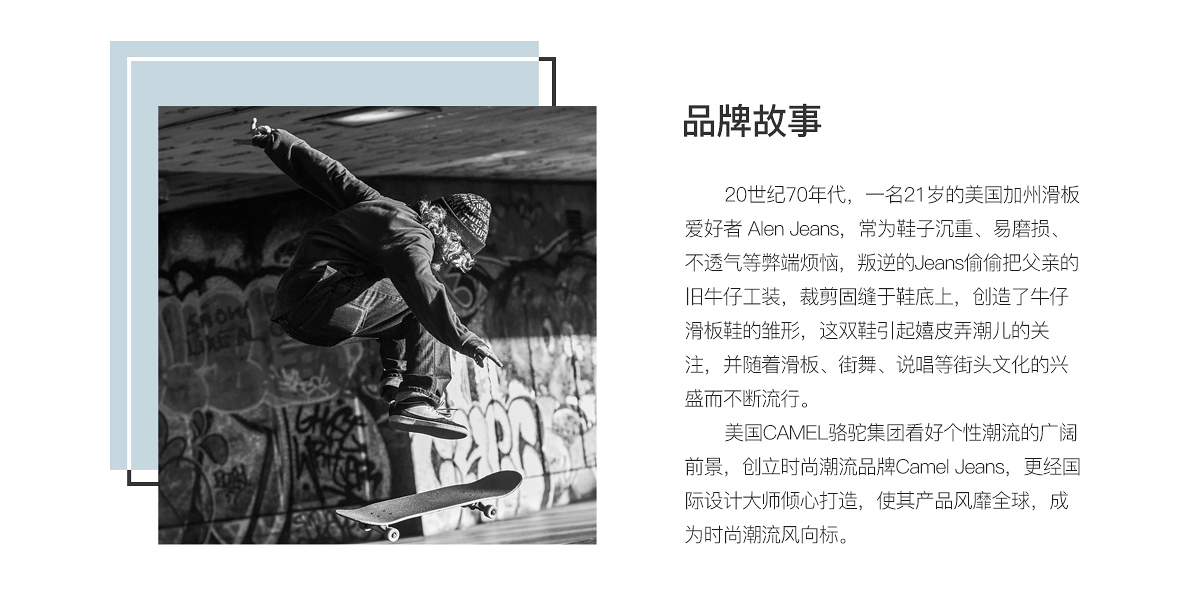 品牌故事
20世纪70年代，一名21岁的美国加州滑板
爱好者 Alen Jeans，常为鞋子沉重、易磨损、
不透气等弊端烦恼，叛逆的Jeans偷偷把父亲的
旧牛仔工装，裁剪固缝于鞋底上，创造了牛仔
滑板鞋的雏形，这双鞋引起嬉皮弄潮儿的关
注，并随着滑板、街舞、说唱等街头文化的兴
盛而不断流行。
美国CAMEL骆驼集团看好个性潮流的广阔
前景，创立时尚潮流品牌Camel Jeans，更经国
际设计大师倾心打造，使其产品风靡全球，成
为时尚潮流风向标。